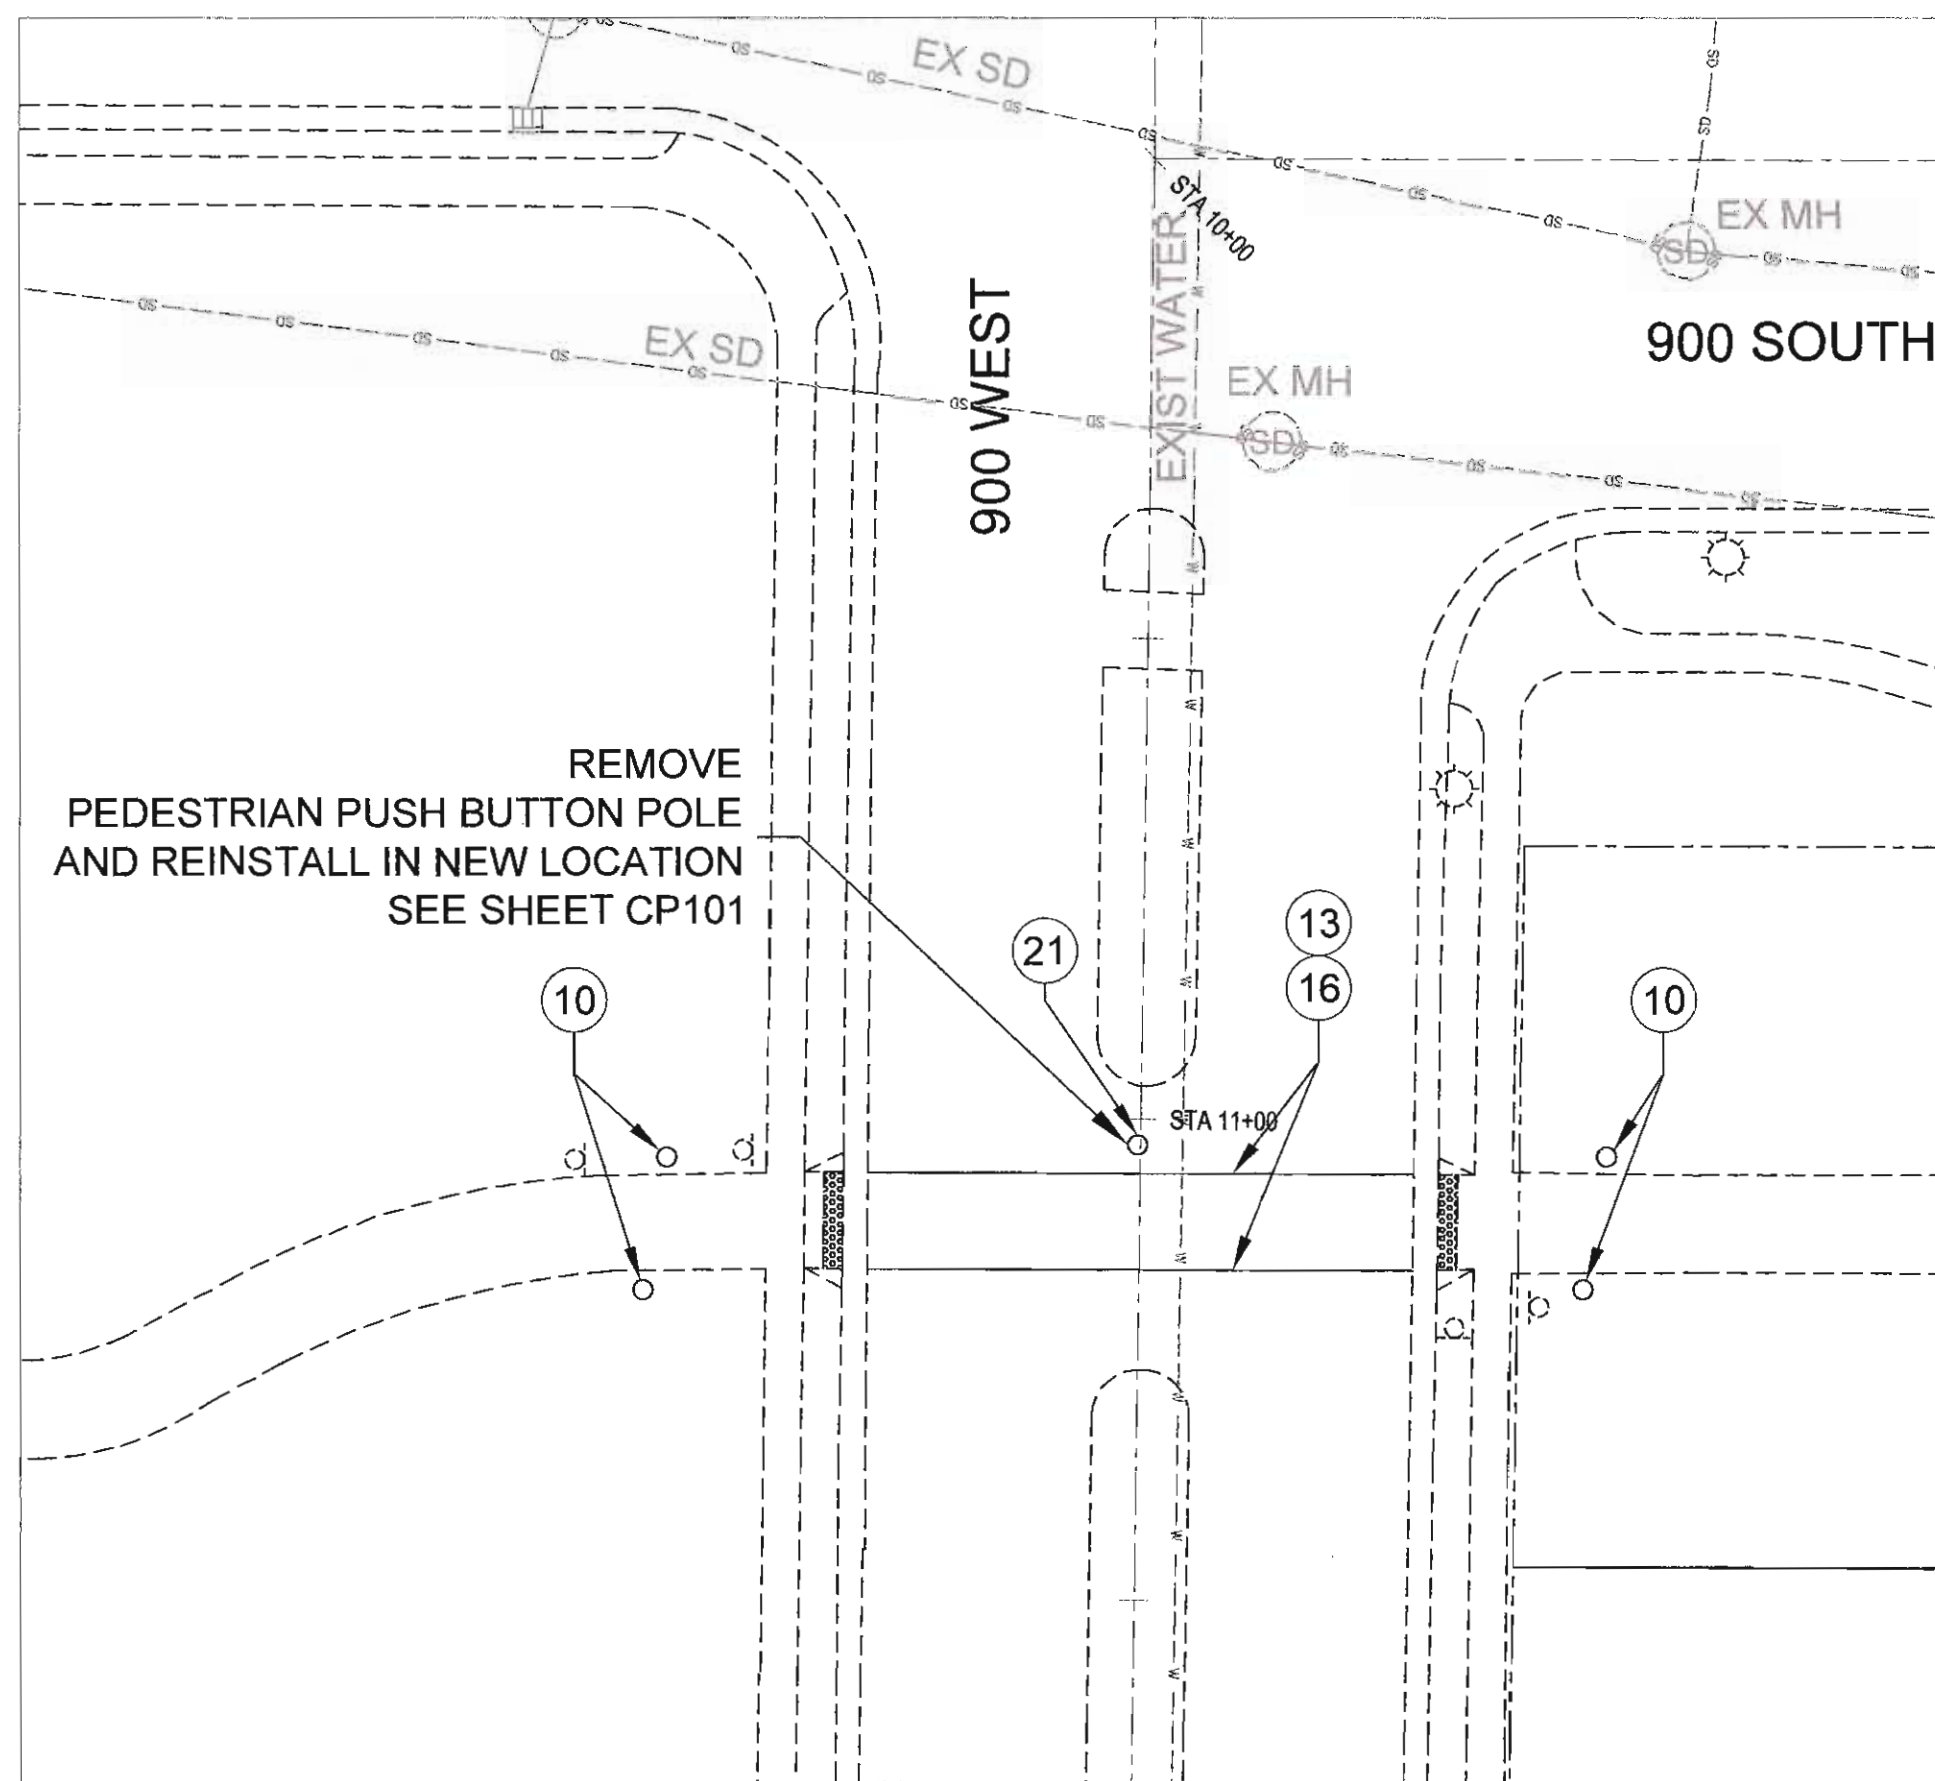 EX SD
STA 10+00
EXIST WATER
EX MH
SD
900 SOUTH
EX SD
900 WEST
EX MH
SD
REMOVE
PEDESTRIAN PUSH BUTTON POLE
AND REINSTALL IN NEW LOCATION
SEE SHEET CP101
13
21
16
10
10
STA 11+00